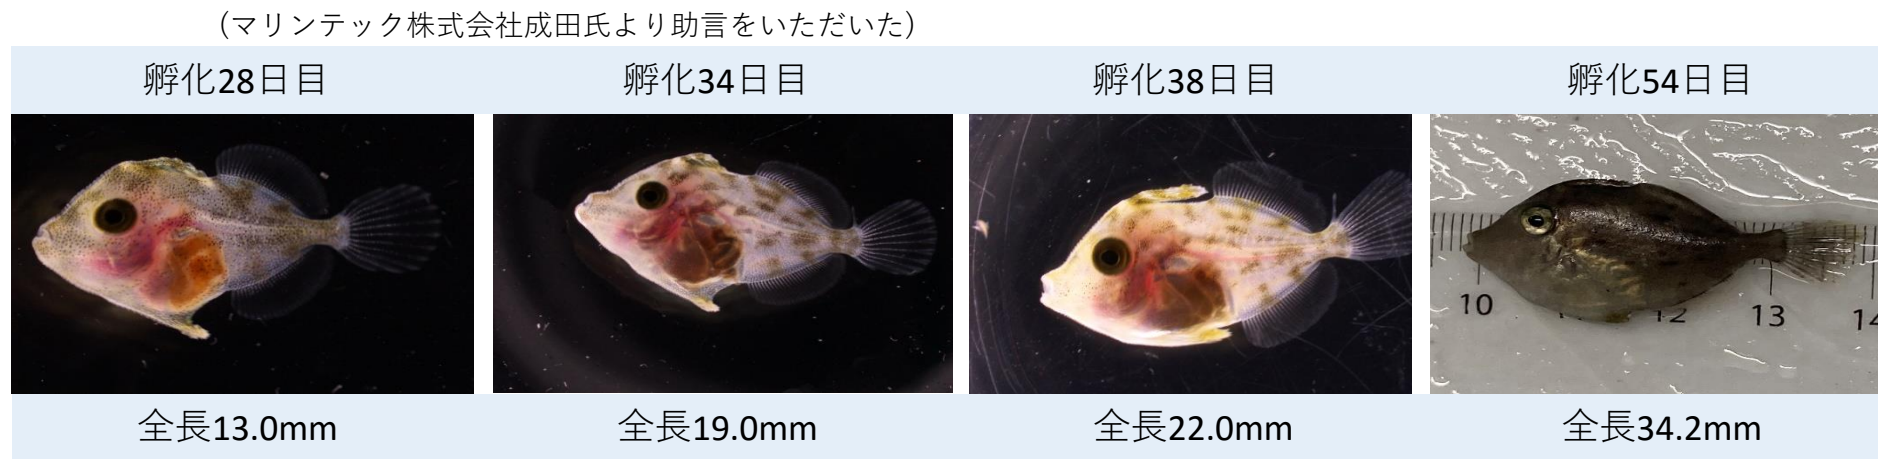 (マリンテック株式会社成田氏より助言をいただいた)
孵化28日目
孵化34日目
孵化38日目
孵化54日目
10
12
13
14
全長13.0mm
全長19.0mm
全長22.0mm
全長34.2mm